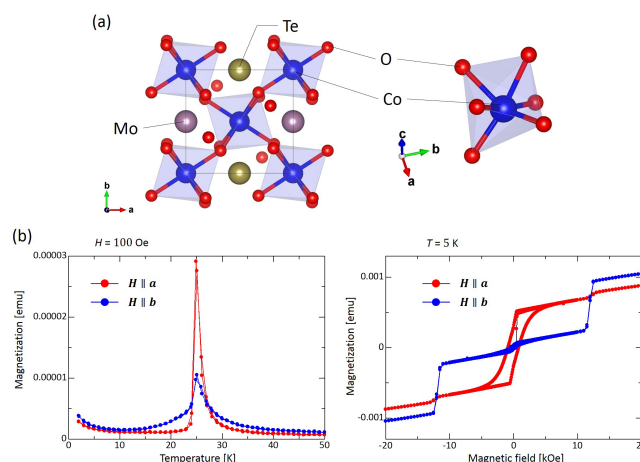 (a)
Te
O
Co
Mo
b
a
c
b
a
(b)
H = 100 Oe
T = 5 K
0.00003
0.00002
0.00001
0
Magnetization [emu]
H ∥ a
H ∥ b
0 10 20 30 40 50
Temperature [K]
0.001
0
-0.001
Magnetization [emu]
H ∥ a
H ∥ b
-20 -10 0 10 20
Magnetic field [kOe]